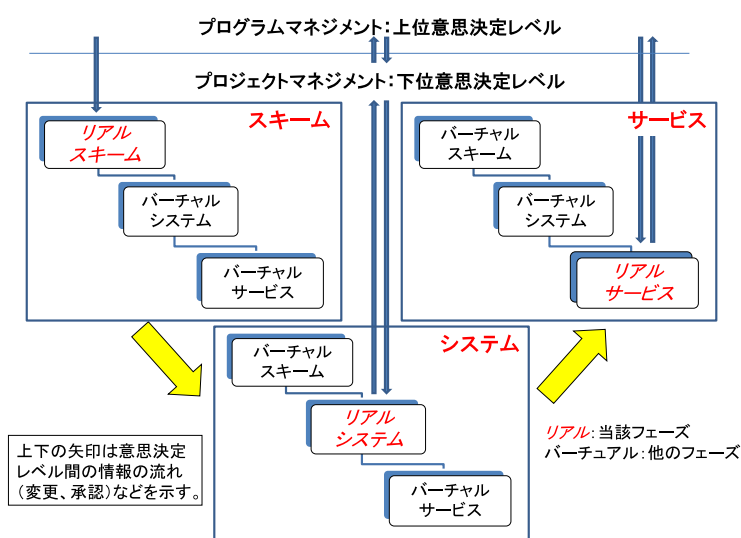 プログラムマネジメント：上位意思決定レベル
プロジェクトマネジメント：下位意思決定レベル
スキーム
リアル
スキーム
バーチャル
システム
バーチャル
サービス
サービス
バーチャル
スキーム
バーチャル
システム
リアル
サービス
システム
バーチャル
スキーム
リアル
システム
バーチャル
サービス
上下の矢印は意思決定
レベル間の情報の流れ
（変更、承認）などを示す。
リアル：当該フェーズ
バーチュアル：他のフェーズ